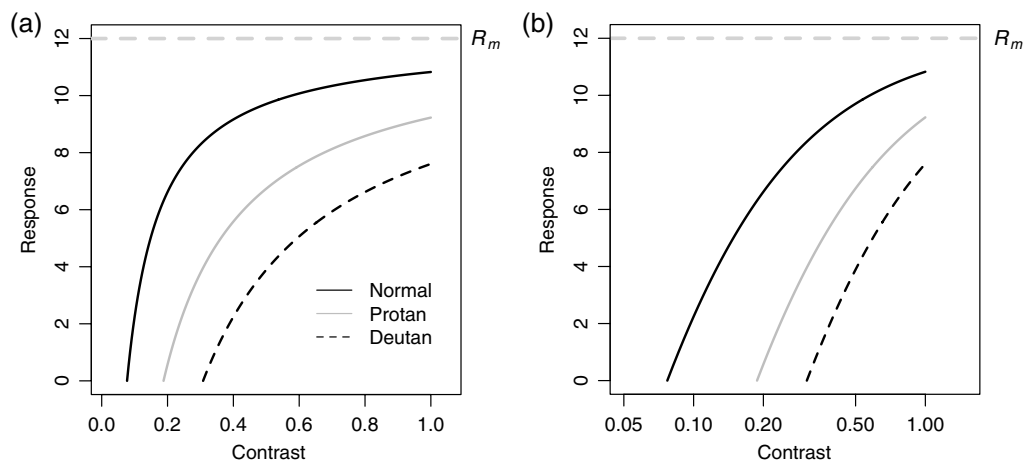 (a)
12
10
8
6
4
2
0
Response
R_m
Normal
Protan
Deutan
0.0 0.2 0.4 0.6 0.8 1.0
Contrast
(b)
12
10
8
6
4
2
0
Response
R_m
0.05 0.10 0.20 0.50 1.00
Contrast